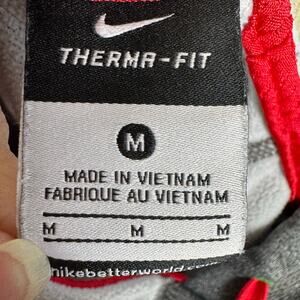 THERMA-FIT
M
MADE IN VIETNAM
FABRIQUE AU VIETNAM
M M M
nikebetterworld.com